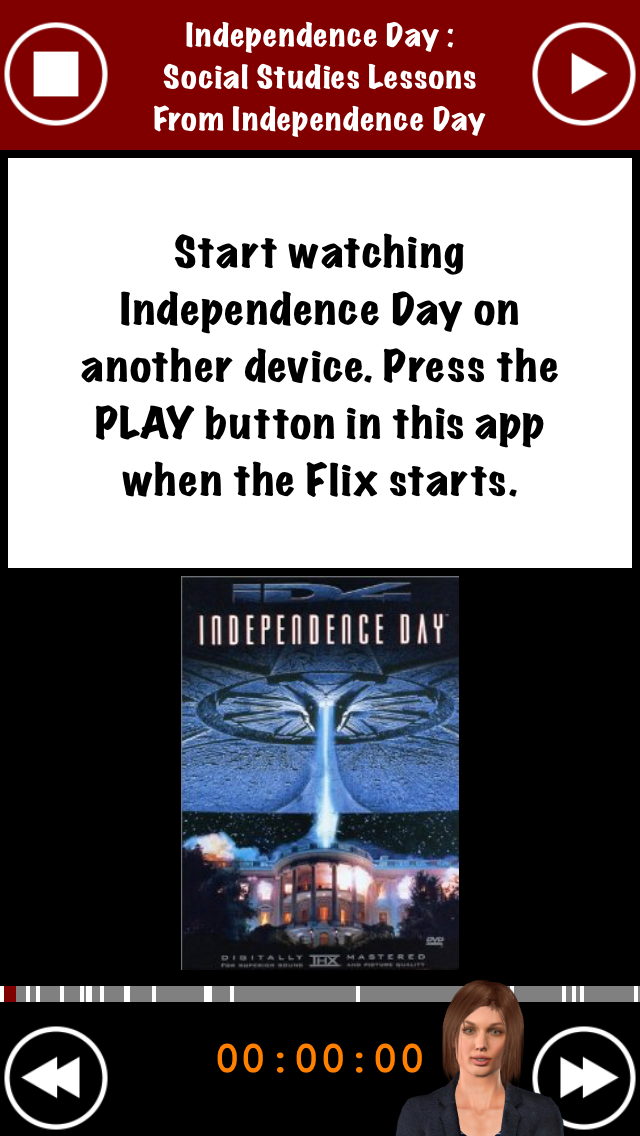 Independence Day :
Social Studies Lessons
From Independence Day
Start watching
Independence Day on
another device. Press the
PLAY button in this app
when the Flix starts.
ID4
INDEPENDENCE DAY
DIGITALLY THX MASTERED
FOR SUPERIOR SOUND AND PICTURE QUALITY
DVD
00:00:00